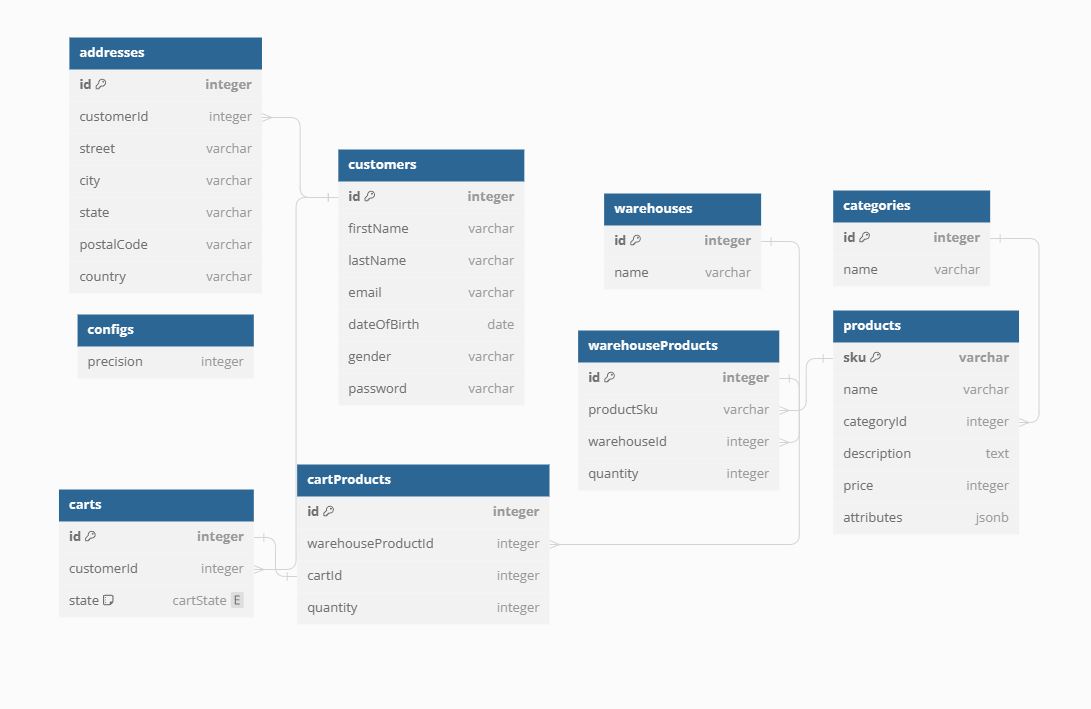 addresses
id integer
customerId integer
street varchar
city varchar
state varchar
postalCode varchar
country varchar
configs
precision integer
customers
id integer
firstName varchar
lastName varchar
email varchar
dateOfBirth date
gender varchar
password varchar
warehouses
id integer
name varchar
categories
id integer
name varchar
warehouseProducts
id integer
productSku varchar
warehouseId integer
quantity integer
products
sku varchar
name varchar
categoryId integer
description text
price integer
attributes jsonb
carts
id integer
customerId integer
state cartState E
cartProducts
id integer
warehouseProductId integer
cartId integer
quantity integer